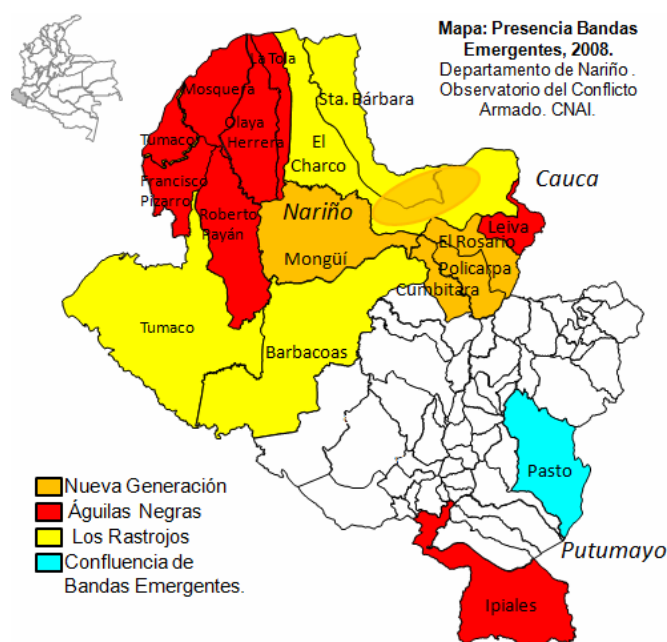 Mapa: Presencia Bandas
Emergentes, 2008.
Departamento de Nariño .
Observatorio del Conflicto
Armado. CNAI.
La Tola
Mosquera
Sta. Bárbara
Olaya
Herrera
Tumaco
El
Charco
Francisco
Pizarro
Cauca
Roberto
Payán
Nariño
Leiva
El Rosario
Mongüí
Policarpa
Cumbitara
Tumaco
Barbacoas
Pasto
Nueva Generación
Águilas Negras
Los Rastrojos
Confluencia de
Bandas Emergentes.
Putumayo
Ipiales